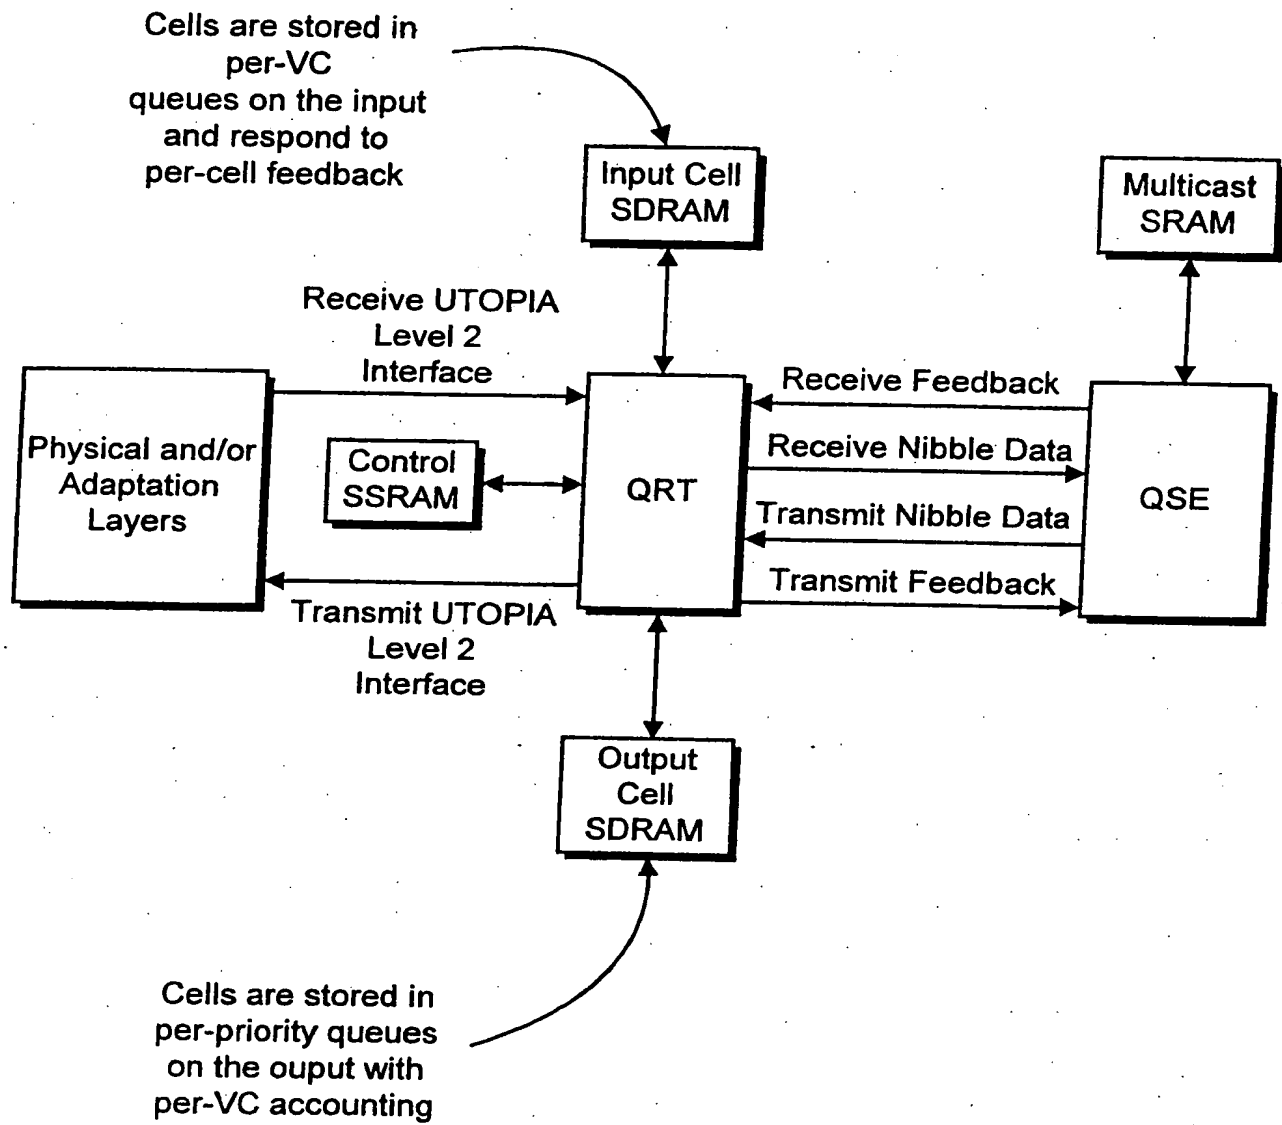 Cells are stored in
per-VC
queues on the input
and respond to
per-cell feedback
Input Cell
SDRAM
Multicast
SRAM
Receive UTOPIA
Level 2
Interface
Physical and/or
Adaptation
Layers
Control
SSRAM
QRT
Receive Feedback
Receive Nibble Data
Transmit Nibble Data
Transmit Feedback
QSE
Transmit UTOPIA
Level 2
Interface
Output
Cell
SDRAM
Cells are stored in
per-priority queues
on the ouput with
per-VC accounting